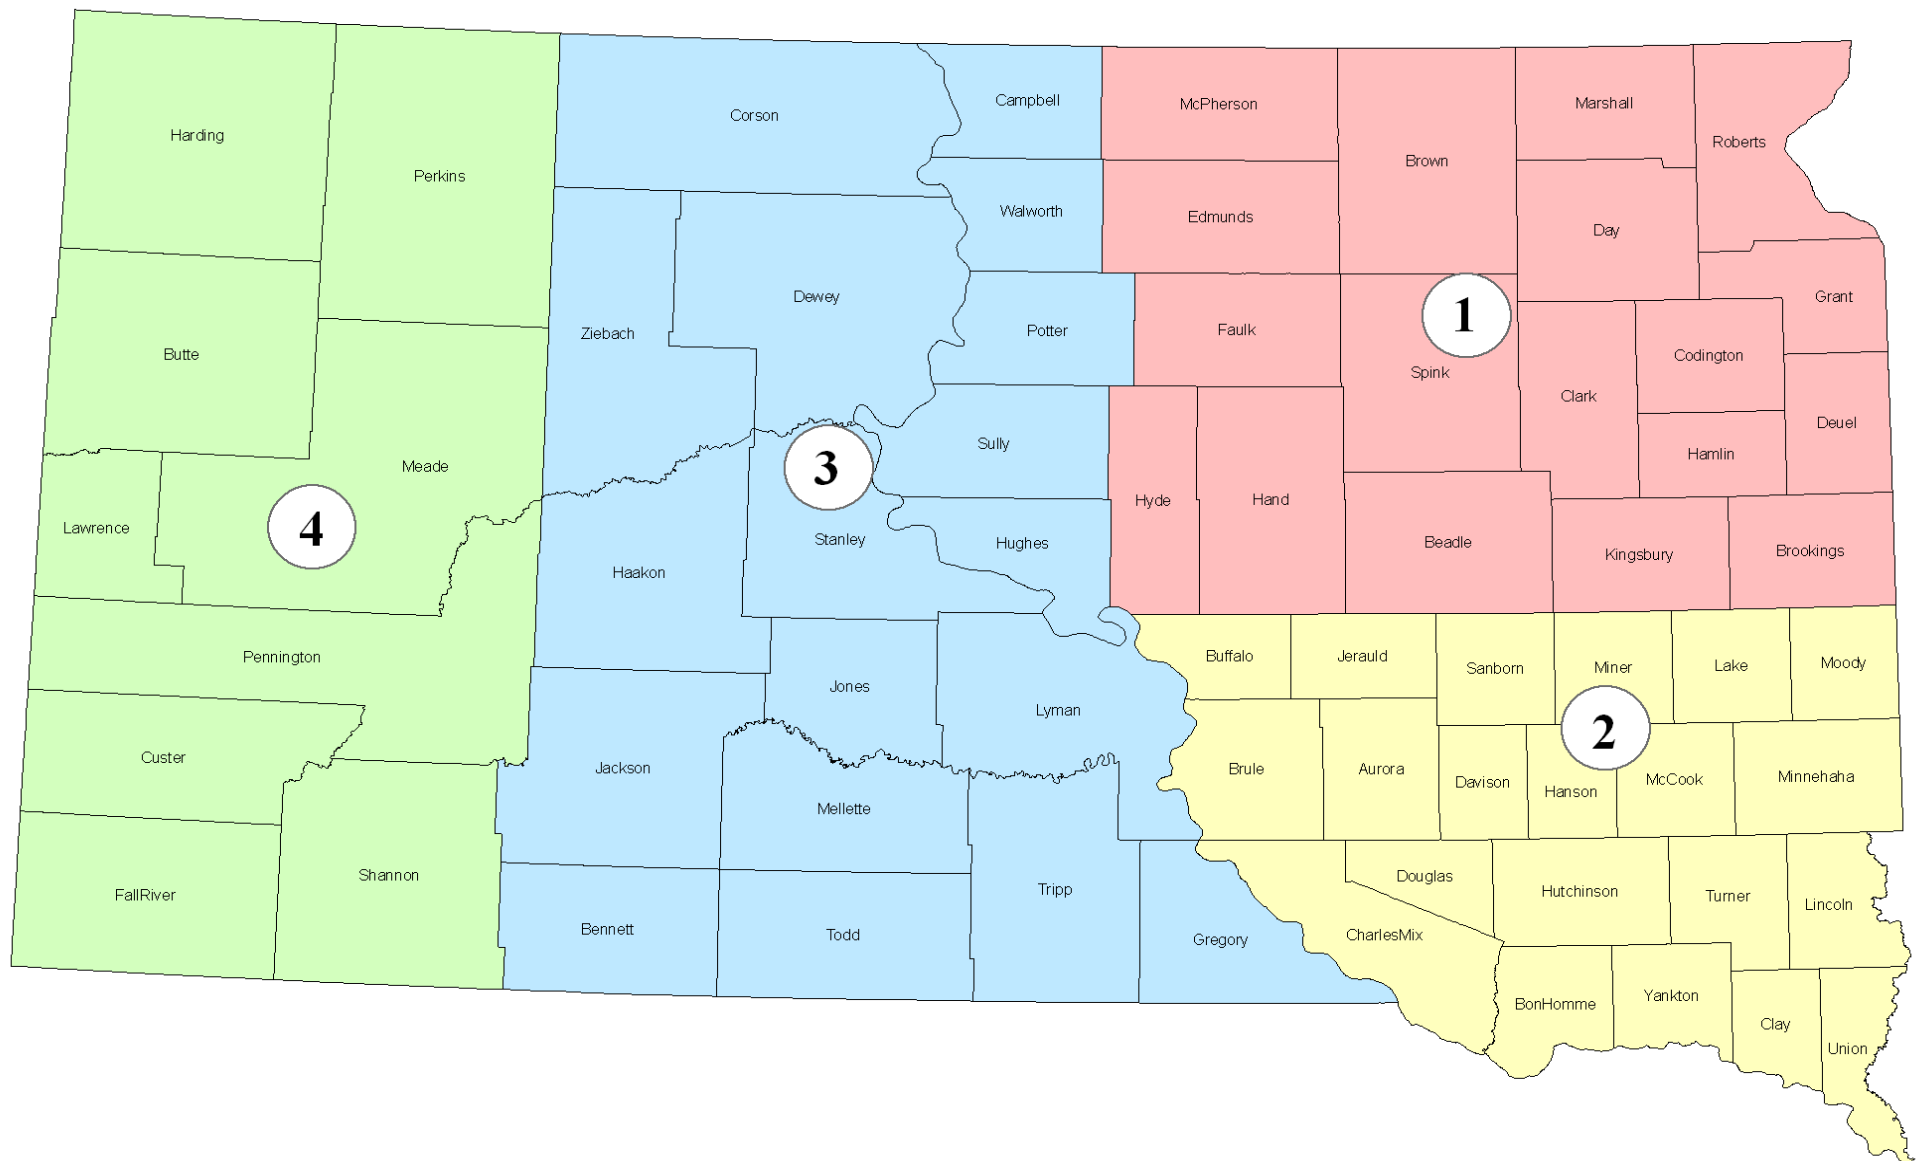 Harding
Perkins
Corson
Campbell
McPherson
Brown
Marshall
Roberts
Walworth
Edmunds
Day
Butte
Ziebach
Dewey
Potter
Faulk
1
Spink
Grant
Codington
Clark
Deuel
Hamlin
Meade
Lawrence
4
3
Sully
Hyde
Hand
Stanley
Hughes
Haakon
Beadle
Kingsbury
Brookings
Pennington
Jones
Lyman
Buffalo
Jerauld
Sanborn
Miner
Lake
Moody
2
Custer
Jackson
Mellette
Brule
Aurora
Davison
Hanson
McCook
Minnehaha
FallRiver
Shannon
Bennett
Todd
Tripp
Gregory
Douglas
CharlesMix
Hutchinson
Turner
Lincoln
BonHomme
Yankton
Clay
Union